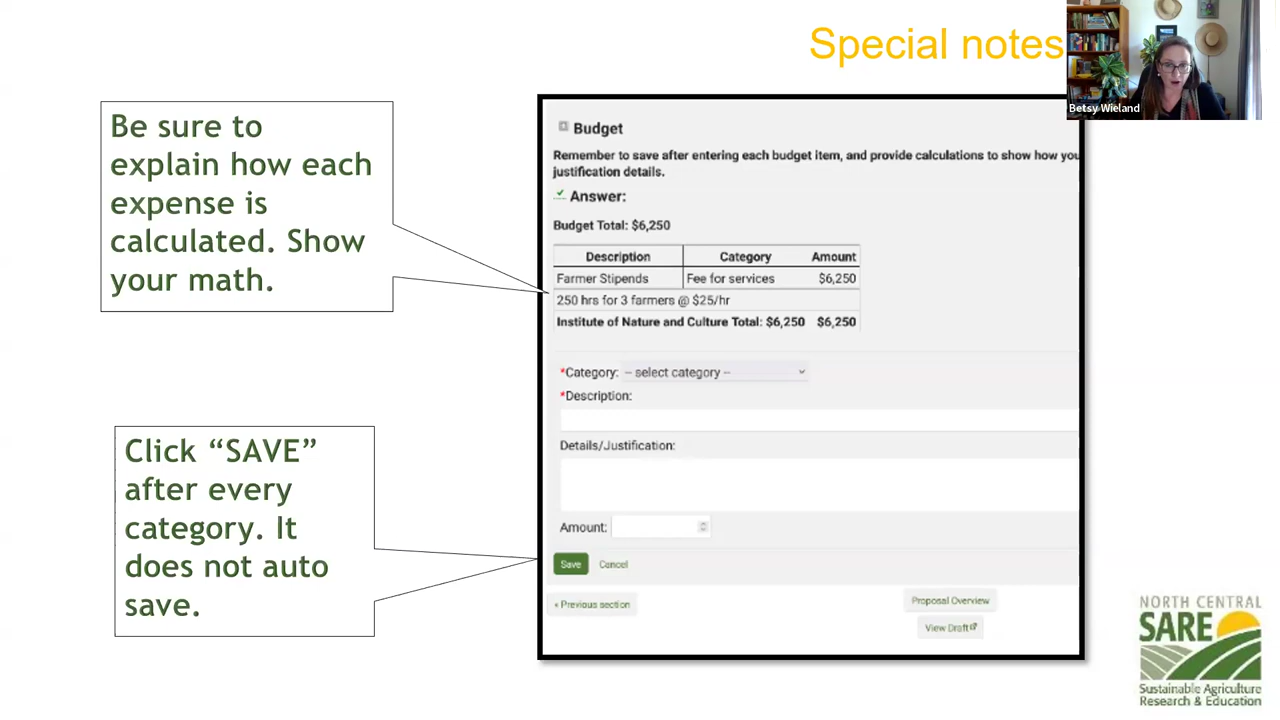 Special notes
Betsy Wieland
Be sure to
explain how each
expense is
calculated. Show
your math.
Budget
Remember to save after entering each budget item, and provide calculations to show how you
justification details.
Answer:
Budget Total: $6,250
Description Category Amount
Farmer Stipends Fee for services $6,250
250 hrs for 3 farmers @ $25/hr
Institute of Nature and Culture Total: $6,250 $6,250
*Category: -- select category --
*Description:
Details/Justification:
Amount:
Save Cancel
« Previous section
Proposal Overview
View Draft
Click “SAVE”
after every
category. It
does not auto
save.
NORTH CENTRAL
SARE
Sustainable Agriculture
Research & Education